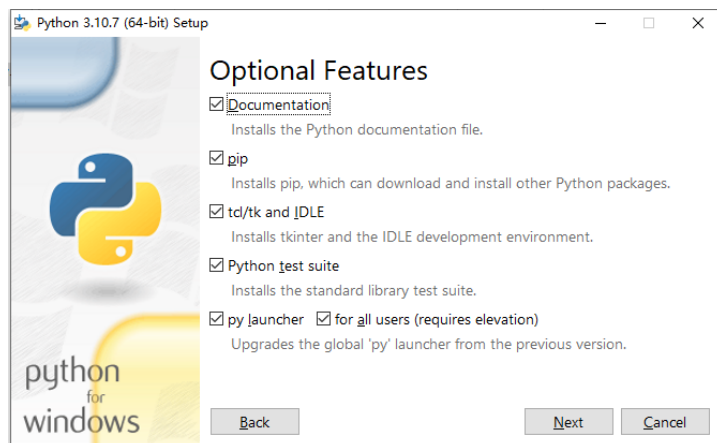 Python 3.10.7 (64-bit) Setup
Optional Features
Documentation
Installs the Python documentation file.
pip
Installs pip, which can download and install other Python packages.
tcl/tk and IDLE
Installs tkinter and the IDLE development environment.
Python test suite
Installs the standard library test suite.
py launcher for all users (requires elevation)
Upgrades the global 'py' launcher from the previous version.
python
for
windows
Back Next Cancel